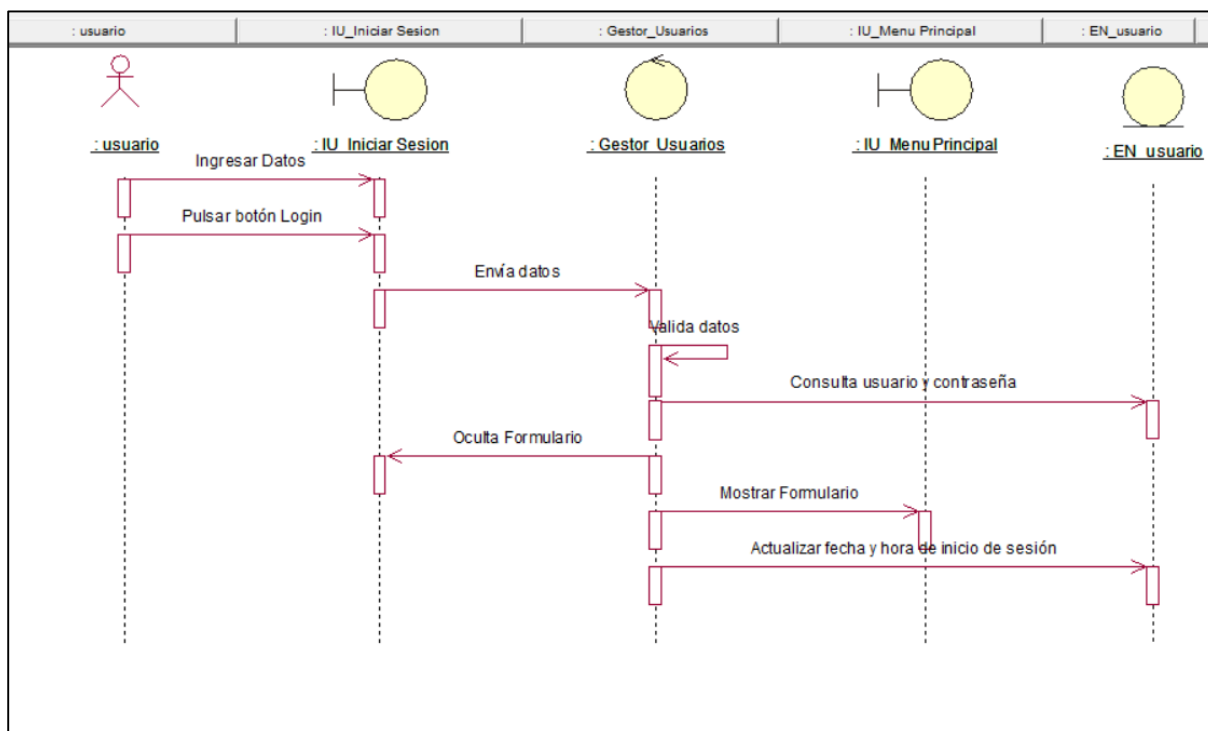 : usuario
: IU_Iniciar Sesion
: Gestor_Usuarios
: IU_Menu Principal
: EN_usuario
: usuario
: IU_Iniciar Sesion
: Gestor_Usuarios
: IU_Menu Principal
: EN_usuario
Ingresar Datos
Pulsar botón Login
Envía datos
Valida datos
Consulta usuario y contraseña
Oculta Formulario
Mostrar Formulario
Actualizar fecha y hora de inicio de sesión